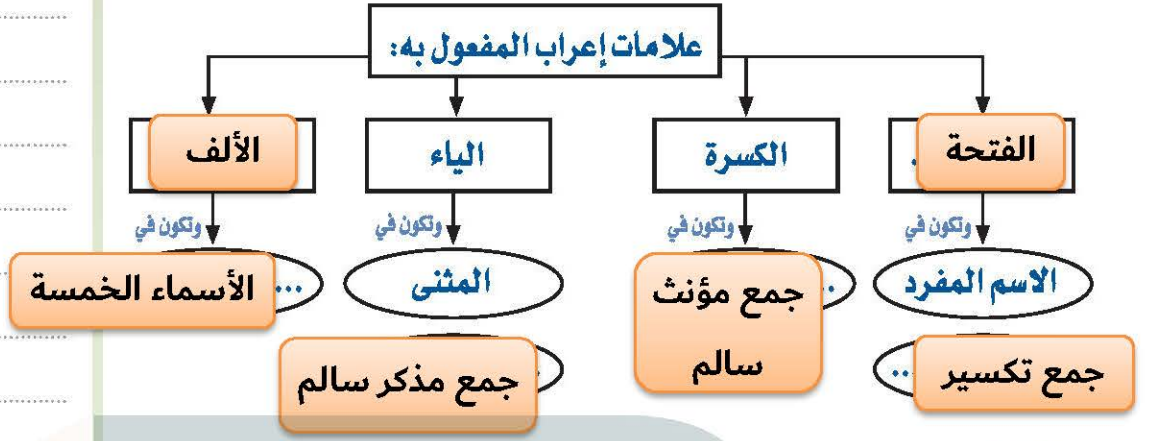 علامات إعراب المفعول به:
الفتحة
الكسرة
الياء
الألف
وتكون في
وتكون في
وتكون في
وتكون في
الاسم المفرد
جمع مؤنث
سالم
المثنى
الأسماء الخمسة
جمع تكسير
جمع مذكر سالم